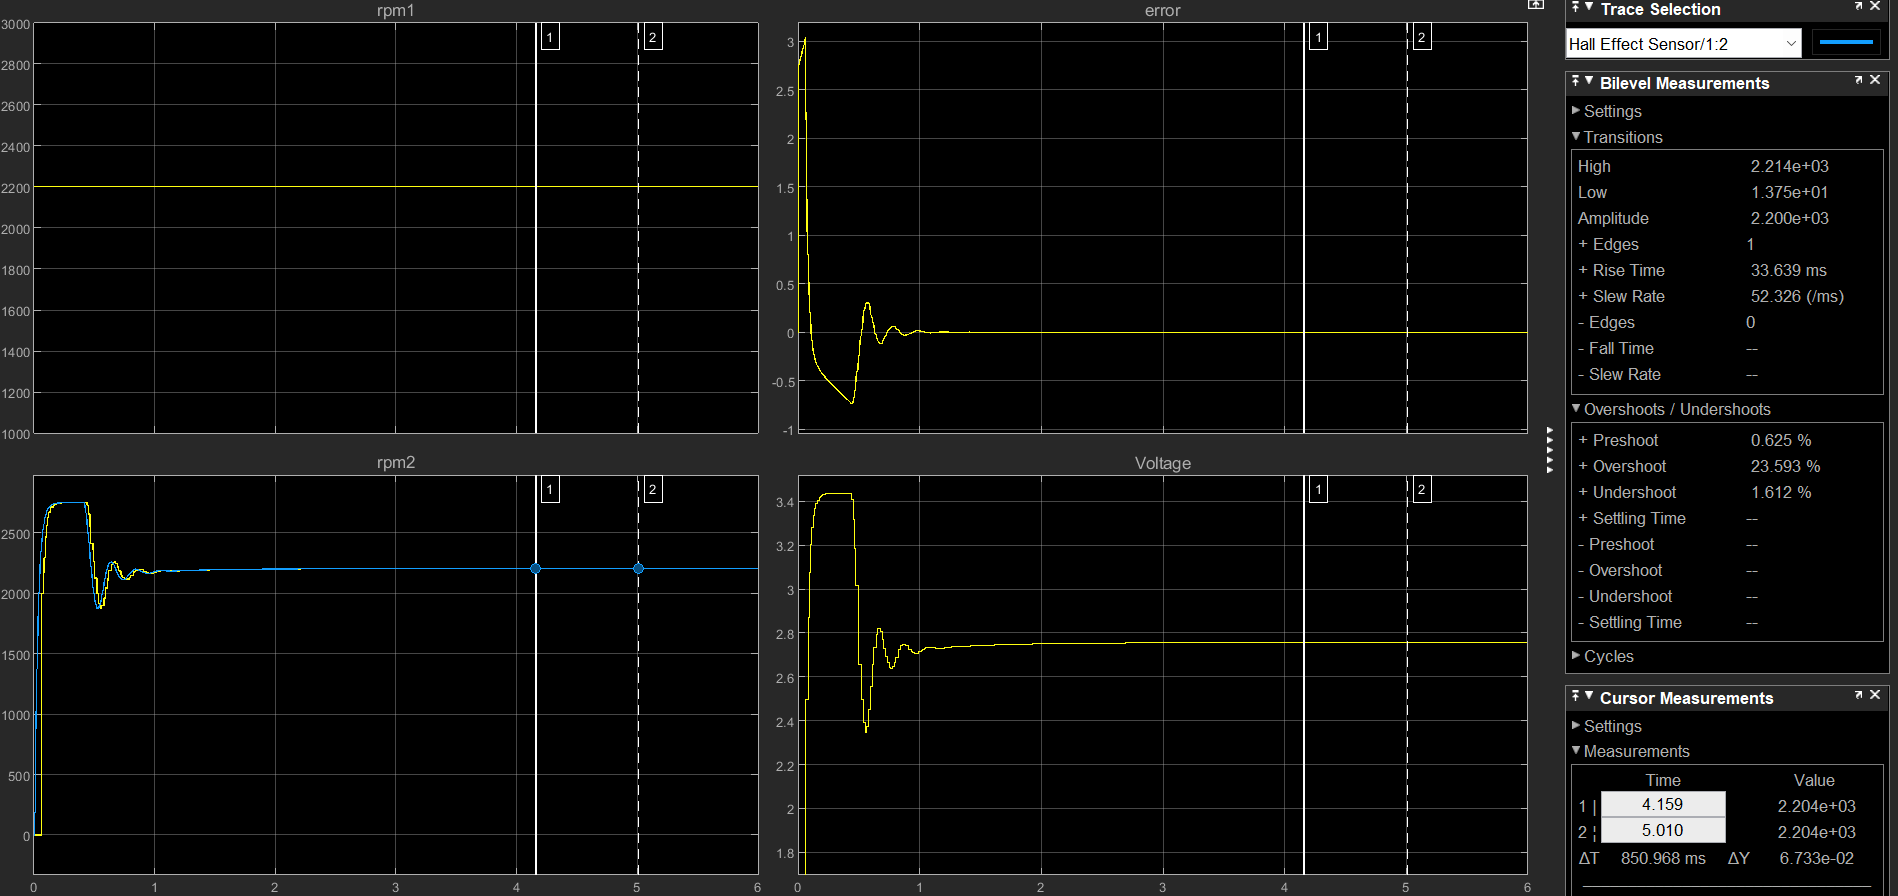 rpm1
3000
2800
2600
2400
2200
2000
1800
1600
1400
1200
1000
1
2
error
3
2.5
2
1.5
1
0.5
0
-0.5
-1
1
2
3
4
5
6
1
2
rpm2
2500
2000
1500
1000
500
0
0
1
2
3
4
5
6
1
2
Voltage
3.4
3.2
3
2.8
2.6
2.4
2.2
2
1.8
0
1
2
3
4
5
6
1
2
Trace Selection
Hall Effect Sensor/1:2
Bilevel Measurements
Settings
Transitions
High 2.214e+03
Low 1.375e+01
Amplitude 2.200e+03
+ Edges 1
+ Rise Time 33.639 ms
+ Slew Rate 52.326 (/ms)
- Edges 0
- Fall Time --
- Slew Rate --
Overshoots / Undershoots
+ Preshoot 0.625 %
+ Overshoot 23.593 %
+ Undershoot 1.612 %
+ Settling Time --
- Preshoot --
- Overshoot --
- Undershoot --
- Settling Time --
Cycles
Cursor Measurements
Settings
Measurements
Time Value
1 | 4.159 2.204e+03
2 ¦ 5.010 2.204e+03
ΔT 850.968 ms ΔY 6.733e-02